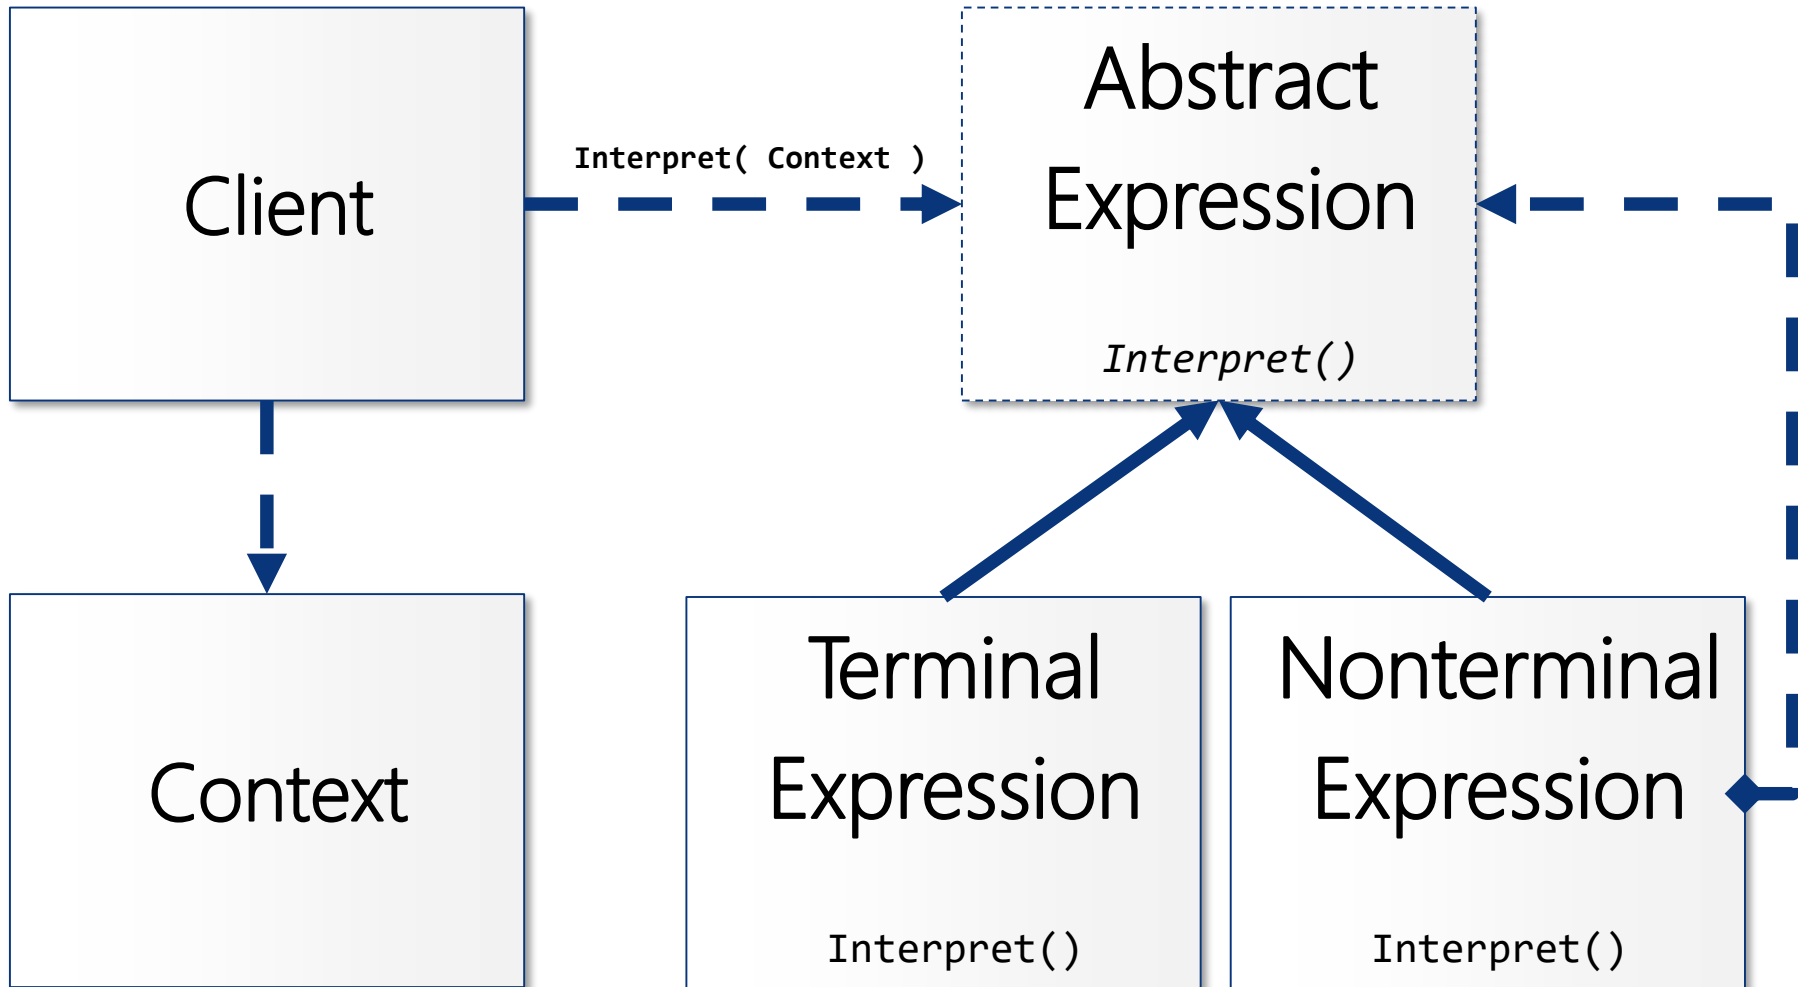 Client
Interpret( Context )
Abstract
Expression
Interpret()
Context
Terminal
Expression
Interpret()
Nonterminal
Expression
Interpret()